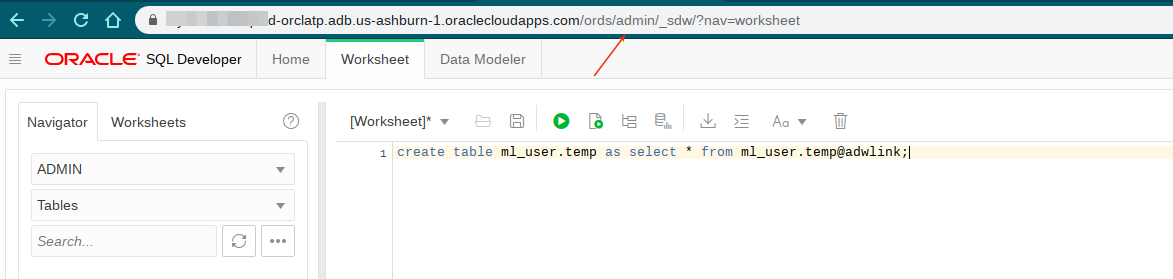 d-orclatp.adb.us-ashburn-1.oraclecloudapps.com/ords/admin/_sdw/?nav=worksheet
ORACLE SQL Developer Home Worksheet Data Modeler
Navigator Worksheets ?
[Worksheet]* Aa
1 create table ml_user.temp as select * from ml_user.temp@adwlink;
ADMIN
Tables
Search...